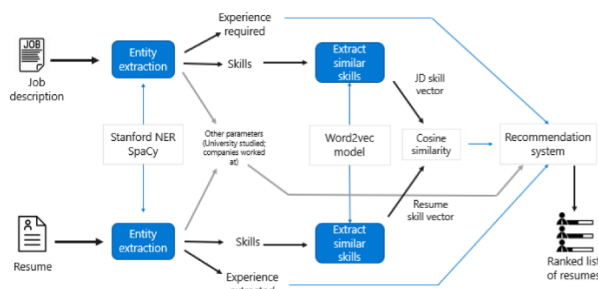 JOB
Job
description
Entity
extraction
Experience
required
Skills
Extract
similar skills
JD skill
vector
Stanford NER
SpaCy
Other parameters
(University studied;
companies worked
at)
Word2vec
model
Cosine
similarity
Recommendation
system
Resume
Entity
extraction
Skills
Experience
Extract
similar skills
Resume
skill vector
Ranked list
of resumes